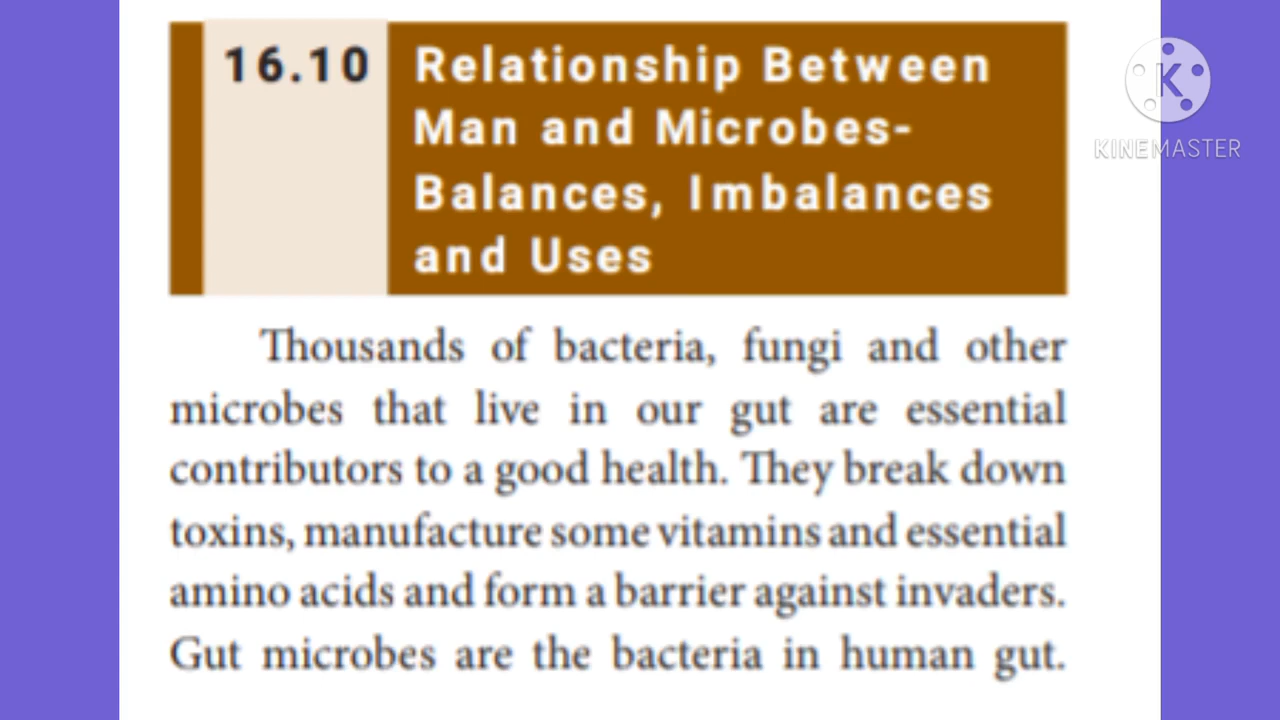 16.10 Relationship Between
Man and Microbes-
Balances, Imbalances
and Uses
K
KINEMASTER
Thousands of bacteria, fungi and other
microbes that live in our gut are essential
contributors to a good health. They break down
toxins, manufacture some vitamins and essential
amino acids and form a barrier against invaders.
Gut microbes are the bacteria in human gut.